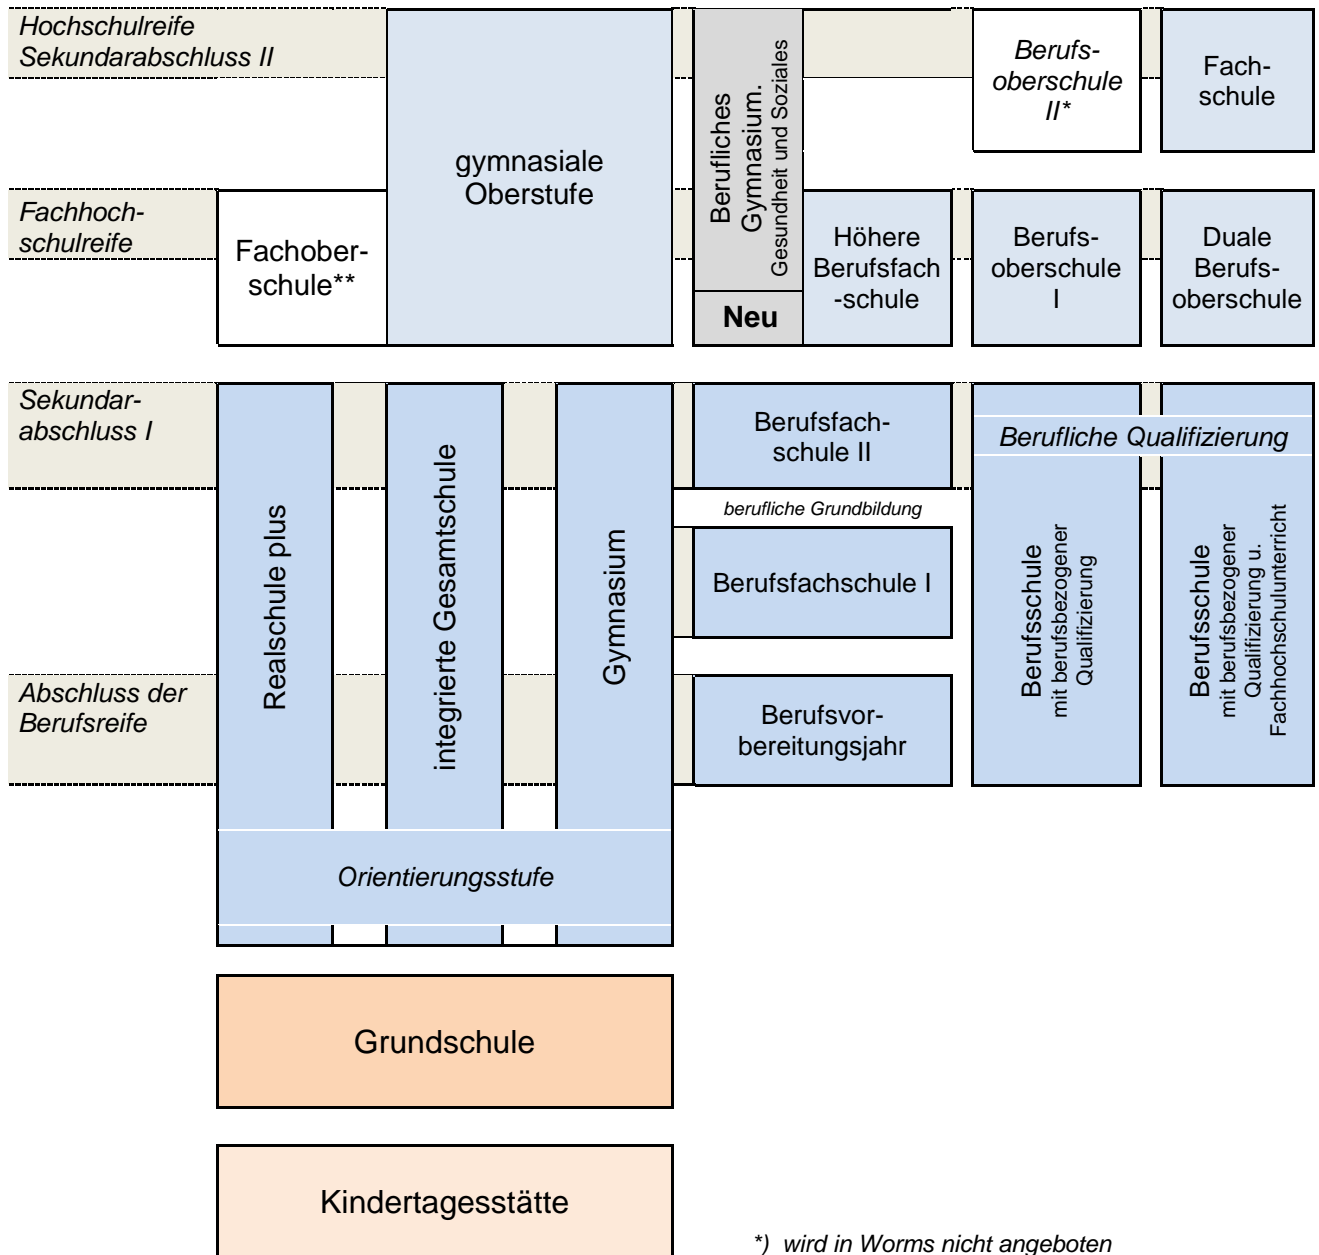 Hochschulreife
Sekundarabschluss II
gymnasiale
Oberstufe
Berufliches
Gymnasium.
Gesundheit und Soziales
Neu
Berufs-
oberschule
II*
Fach-
schule
Fachhoch-
schulreife
Fachober-
schule**
Höhere
Berufsfach
-schule
Berufs-
oberschule
I
Duale
Berufs-
oberschule
Sekundar-
abschluss I
Realschule plus
integrierte Gesamtschule
Gymnasium
Berufsfach-
schule II
berufliche Grundbildung
Berufsfachschule I
Berufliche Qualifizierung
Berufsschule
mit berufsbezogener
Qualifizierung
Berufsschule
mit berufsbezogener
Qualifizierung u.
Fachhochschulunterricht
Abschluss der
Berufsreife
Berufsvor-
bereitungsjahr
Orientierungsstufe
Grundschule
Kindertagesstätte
*) wird in Worms nicht angeboten